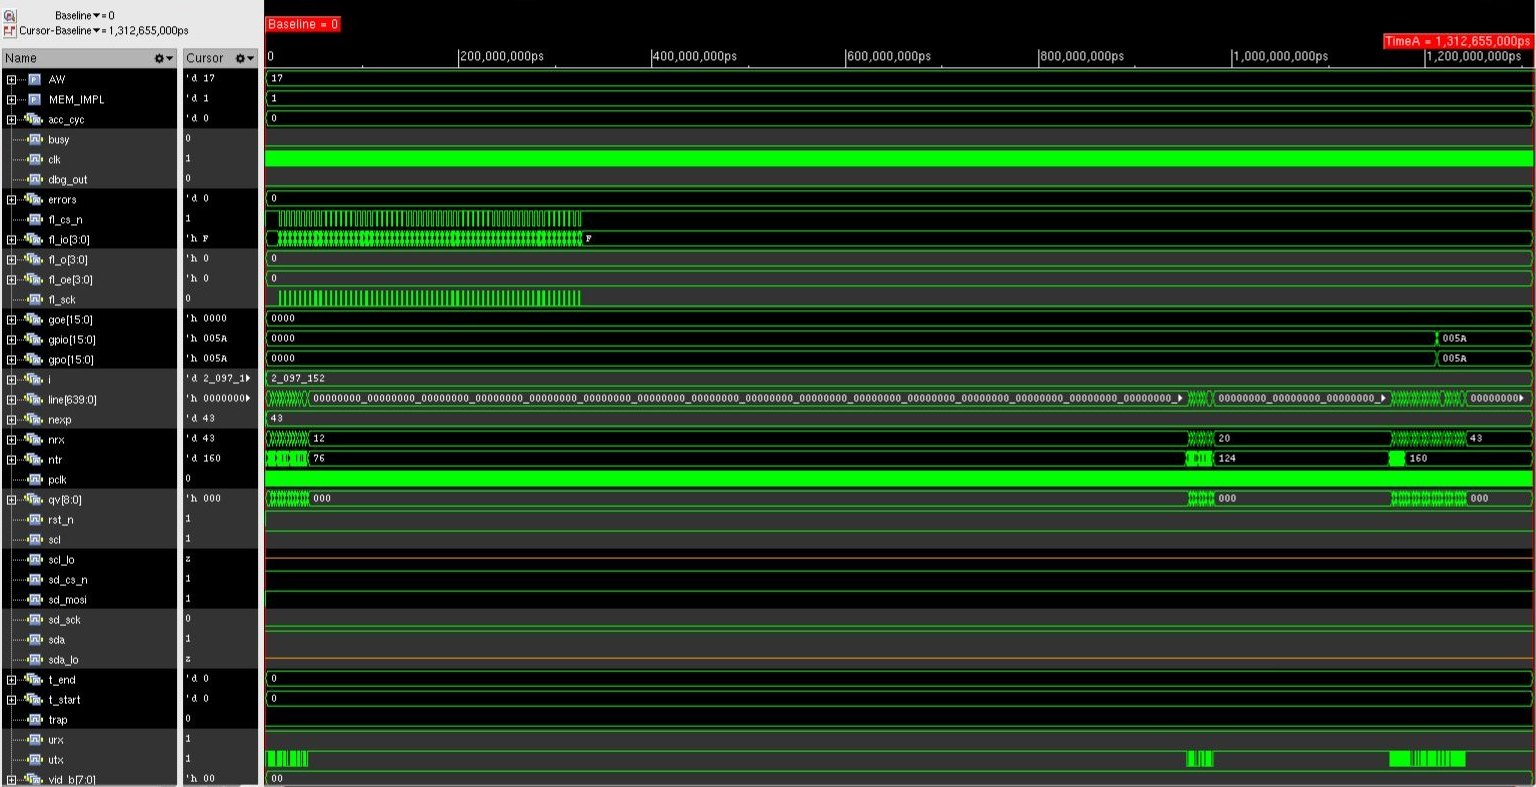 Baseline▼= 0
Cursor-Baseline▼= 1,312,655,000ps
Baseline = 0
TimeA = 1,312,655,000ps
Name Cursor 0 200,000,000ps 400,000,000ps 600,000,000ps 800,000,000ps 1,000,000,000ps 1,200,000,000ps
AW 'd 17 17
MEM_IMPL 'd 1 1
acc_cyc 'd 0 0
busy 0
clk 1
dbg_out 0
errors 'd 0 0
fl_cs_n 1
fl_io[3:0] 'h F F
fl_o[3:0] 'h 0 0
fl_oe[3:0] 'h 0 0
fl_sck 0
goe[15:0] 'h 0000 0000
gpio[15:0] 'h 005A 0000 005A
gpo[15:0] 'h 005A 0000 005A
i 'd 2_097_1▶ 2_097_152
line[639:0] 'h 0000000▶ 00000000_00000000_00000000_00000000_00000000_00000000_00000000_00000000_00000000_00000000_00000000_00000000_00000000_00000000_00000000_00000000_▶ 00000000_00000000_00000000_▶ 00000000▶
nexp 'd 43 43
nrx 'd 43 12 20 43
ntr 'd 160 76 124 160
pclk 0
qv[8:0] 'h 000 000 000 000
rst_n 1
scl 1
scl_lo z
sd_cs_n 1
sd_mosi 1
sd_sck 0
sda 1
sda_lo z
t_end 'd 0 0
t_start 'd 0 0
trap 0
urx 1
utx 1
vid_b[7:0] 'h 00 00